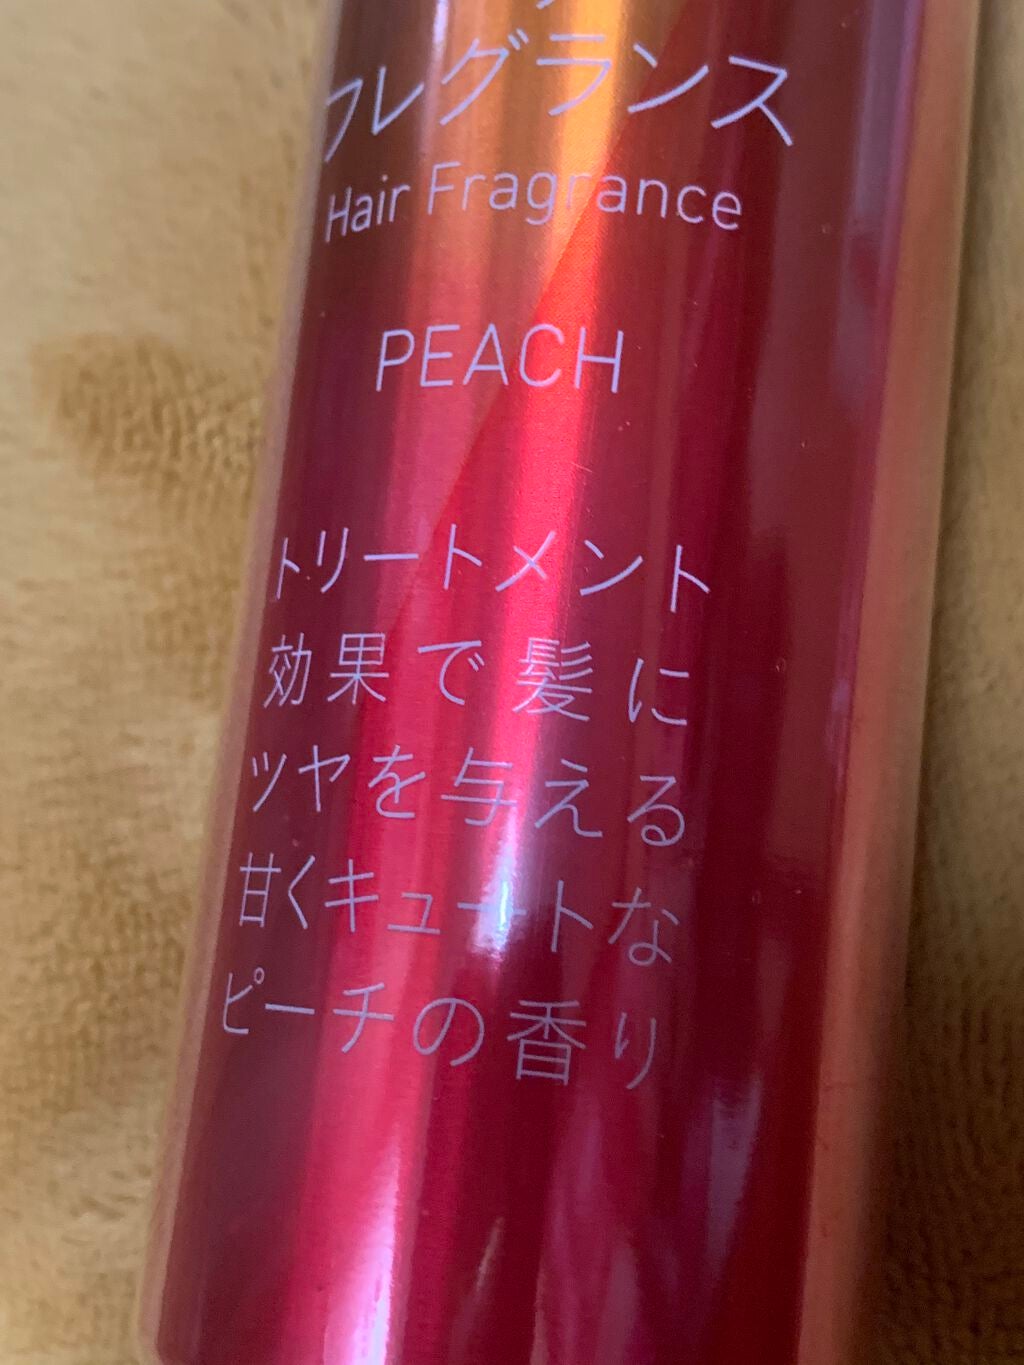 フレグランス
Hair Fragrance
PEACH
トリートメント
効果で髪に
ツヤを与える
甘くキュートな
ピーチの香り